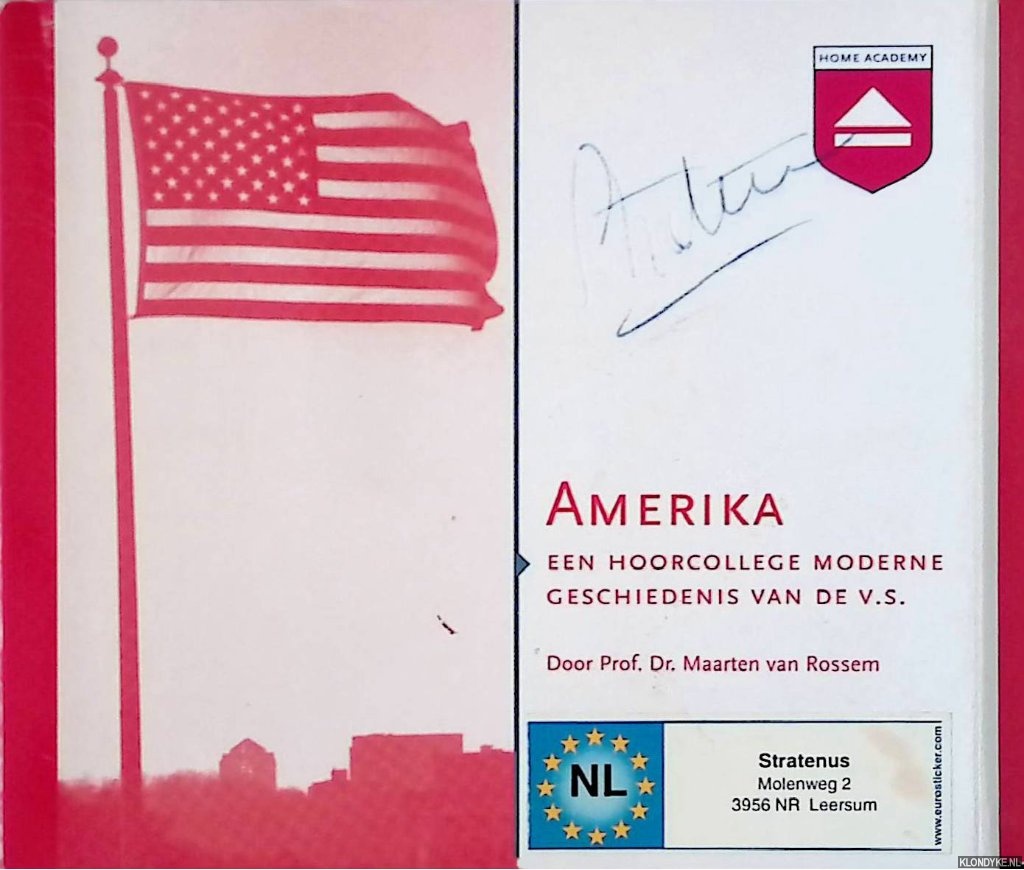 HOME ACADEMY
Stratenus
AMERIKA
EEN HOORCOLLEGE MODERNE
GESCHIEDENIS VAN DE V.S.
Door Prof. Dr. Maarten van Rossem
NL
Stratenus
Molenweg 2
3956 NR Leersum
www.eurosticker.com
KLONDYKE.NL